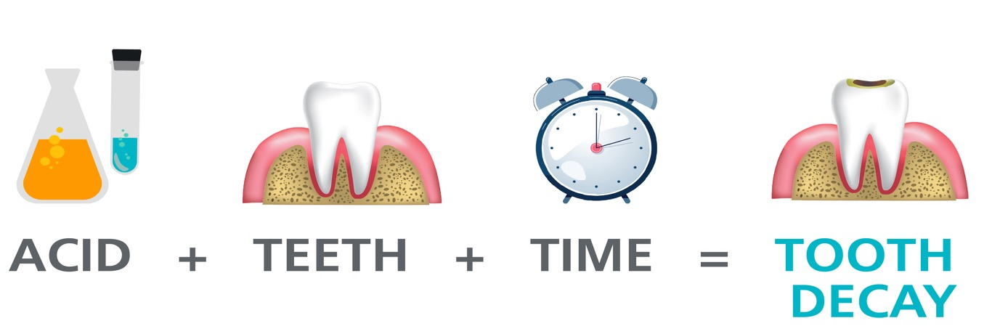 ACID + TEETH + TIME = TOOTH
DECAY